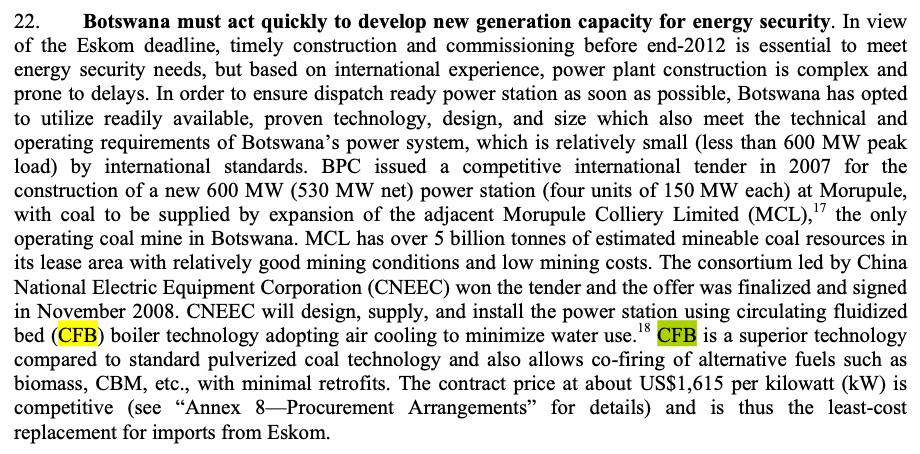 22. Botswana must act quickly to develop new generation capacity for energy security. In view
of the Eskom deadline, timely construction and commissioning before end-2012 is essential to meet
energy security needs, but based on international experience, power plant construction is complex and
prone to delays. In order to ensure dispatch ready power station as soon as possible, Botswana has opted
to utilize readily available, proven technology, design, and size which also meet the technical and
operating requirements of Botswana’s power system, which is relatively small (less than 600 MW peak
load) by international standards. BPC issued a competitive international tender in 2007 for the
construction of a new 600 MW (530 MW net) power station (four units of 150 MW each) at Morupule,
with coal to be supplied by expansion of the adjacent Morupule Colliery Limited (MCL),17 the only
operating coal mine in Botswana. MCL has over 5 billion tonnes of estimated mineable coal resources in
its lease area with relatively good mining conditions and low mining costs. The consortium led by China
National Electric Equipment Corporation (CNEEC) won the tender and the offer was finalized and signed
in November 2008. CNEEC will design, supply, and install the power station using circulating fluidized
bed (CFB) boiler technology adopting air cooling to minimize water use.18 CFB is a superior technology
compared to standard pulverized coal technology and also allows co-firing of alternative fuels such as
biomass, CBM, etc., with minimal retrofits. The contract price at about US$1,615 per kilowatt (kW) is
competitive (see “Annex 8—Procurement Arrangements” for details) and is thus the least-cost
replacement for imports from Eskom.